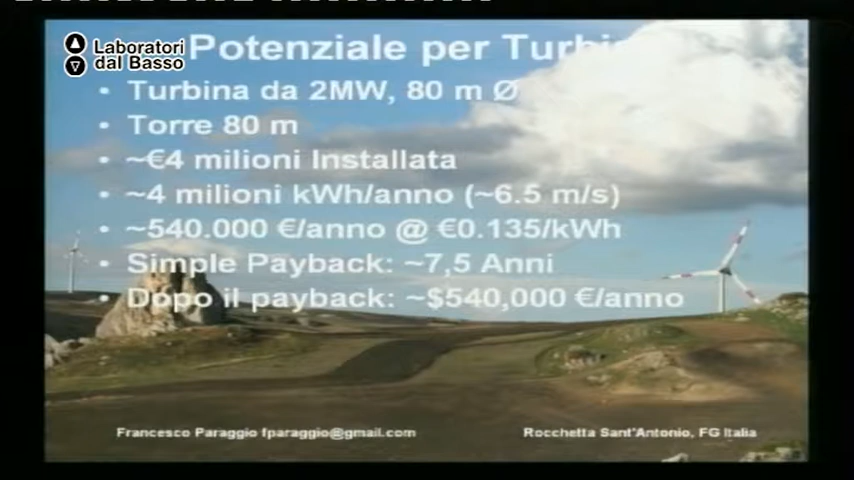 Laboratori
dal Basso
Potenziale per
• Turbina da 2MW, 80 m Ø
• Torre 80 m
• ~€4 milioni Installata
• ~4 milioni kWh/anno (~6.5 m/s)
• ~540.000 €/anno @ €0.135/kWh
• Simple Payback: ~7,5 Anni
• Dopo il payback: ~$540,000 €/anno
Francesco Paraggio fparaggio@gmail.com
Rocchetta Sant'Antonio, FG Italia